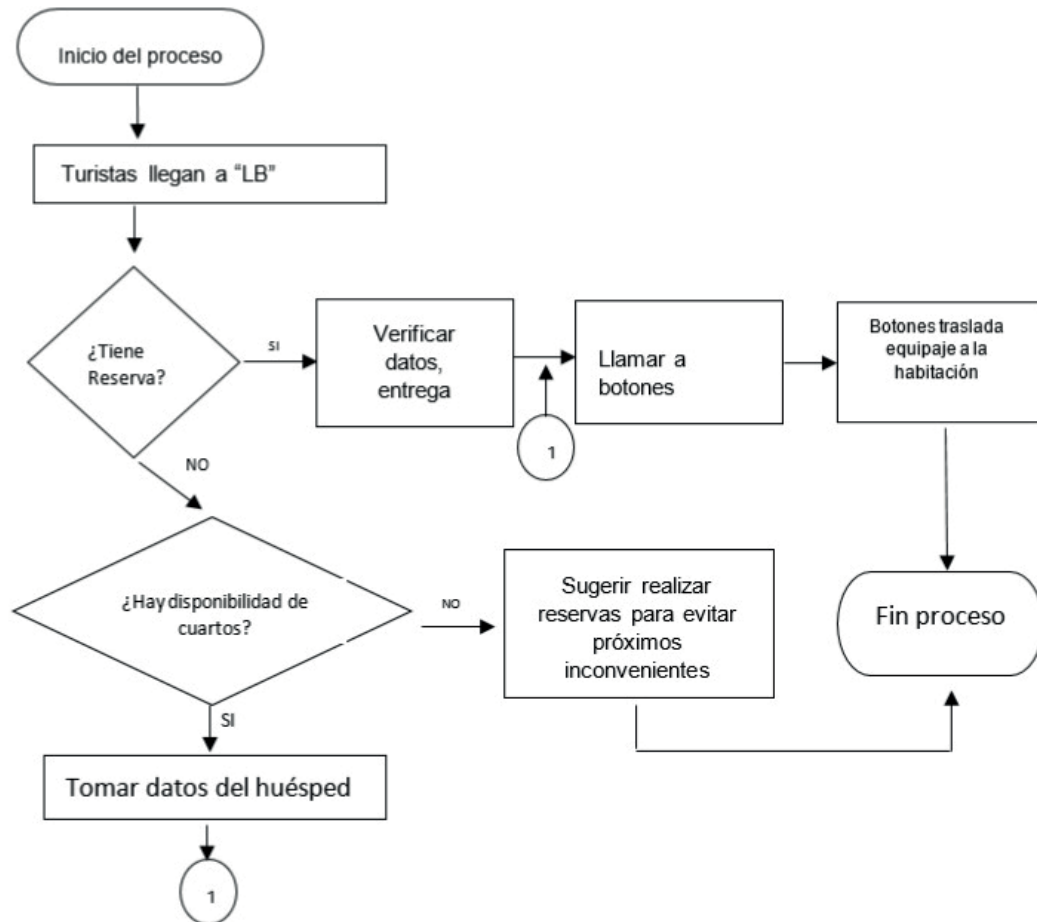 Inicio del proceso
Turistas llegan a “LB”
¿Tiene
Reserva?
SI
Verificar
datos,
entrega
1
Llamar a
botones
Botones traslada
equipaje a la
habitación
NO
¿Hay disponibilidad de
cuartos?
NO
Sugerir realizar
reservas para evitar
próximos
inconvenientes
Fin proceso
SI
Tomar datos del huésped
1